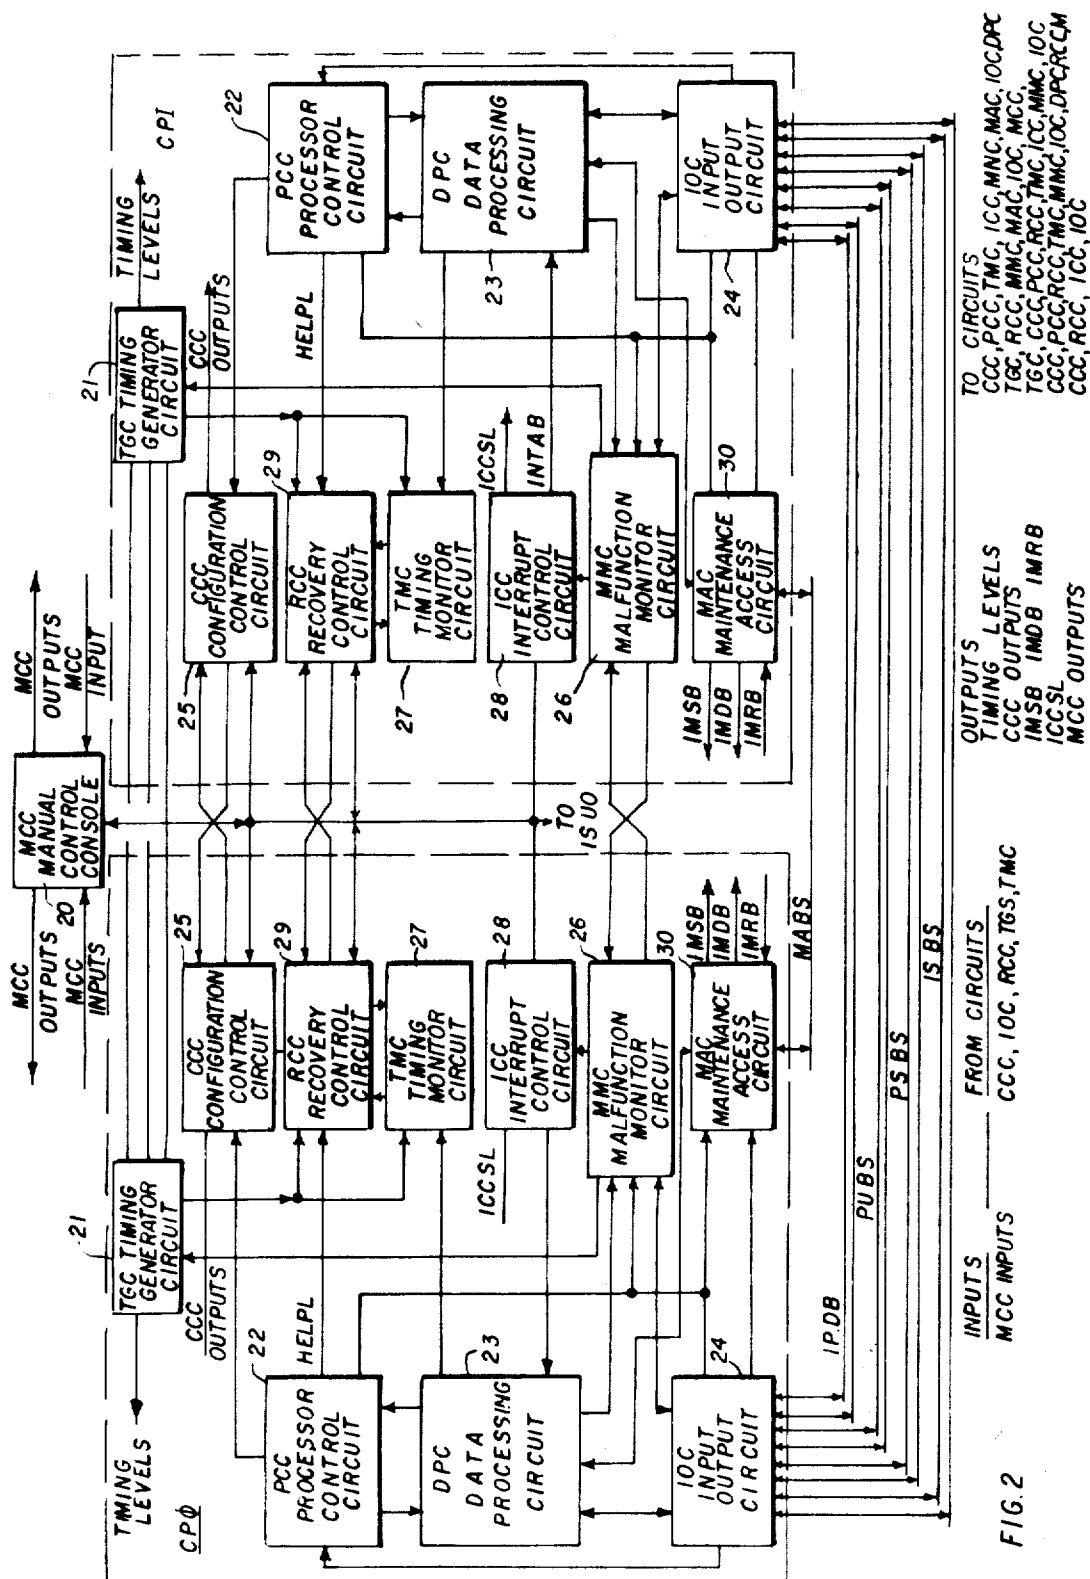 TIMING
LEVELS
CPΦ
21
TGC TIMING
GENERATOR
CIRCUIT
MCC
OUTPUTS
MCC
INPUTS
20
MCC
MANUAL
CONTROL
CONSOLE
MCC
OUTPUTS
MCC
INPUT
21
TGC TIMING
GENERATOR
CIRCUIT
TIMING
LEVELS
CPI
CCC
OUTPUTS
25
CCC
CONFIGURATION
CONTROL
CIRCUIT
25
CCC
CONFIGURATION
CONTROL
CIRCUIT
CCC
OUTPUTS
22
PCC
PROCESSOR
CONTROL
CIRCUIT
HELPL
29
RCC
RECOVERY
CONTROL
CIRCUIT
29
RCC
RECOVERY
CONTROL
CIRCUIT
HELPL
22
PCC
PROCESSOR
CONTROL
CIRCUIT
23
DPC
DATA
PROCESSING
CIRCUIT
27
TMC
TIMING
MONITOR
CIRCUIT
27
TMC
TIMING
MONITOR
CIRCUIT
DPC
DATA
PROCESSING
CIRCUIT
23
ICCSL
28
ICC
INTERRUPT
CONTROL
CIRCUIT
TO
ISUO
28
ICC
INTERRUPT
CONTROL
CIRCUIT
ICCSL
INTAB
26
MMC
MALFUNCTION
MONITOR
CIRCUIT
26
MMC
MALFUNCTION
MONITOR
CIRCUIT
24
IOC
INPUT
OUTPUT
CIRCUIT
30
MAC
MAINTENANCE
ACCESS
CIRCUIT
IMSB
IMDB
IMRB
IMSB
IMDB
IMRB
30
MAC
MAINTENANCE
ACCESS
CIRCUIT
24
IOC
INPUT
OUTPUT
CIRCUIT
MABS
IP.DB
PUBS
PSBS
ISBS
FIG.2
INPUTS
MCC INPUTS
FROM CIRCUITS
CCC, IOC, RCC, TGS, TMC
OUTPUTS
TIMING LEVELS
CCC OUTPUTS
IMSB IMDB IMRB
ICCSL
MCC OUTPUTS
TO CIRCUITS
CCC, PCC, TMC, ICC, MNC, MAC, IOC, DPC
TGC, RCC, MMC, MAC, IOC, MCC,
TGC, CCC, PCC, RCC, TMC, ICC, MMC, IOC
CCC, PCC, RCC, TMC, MMC, IOC, DPC, RCC, M
CCC, RCC, ICC, IOC